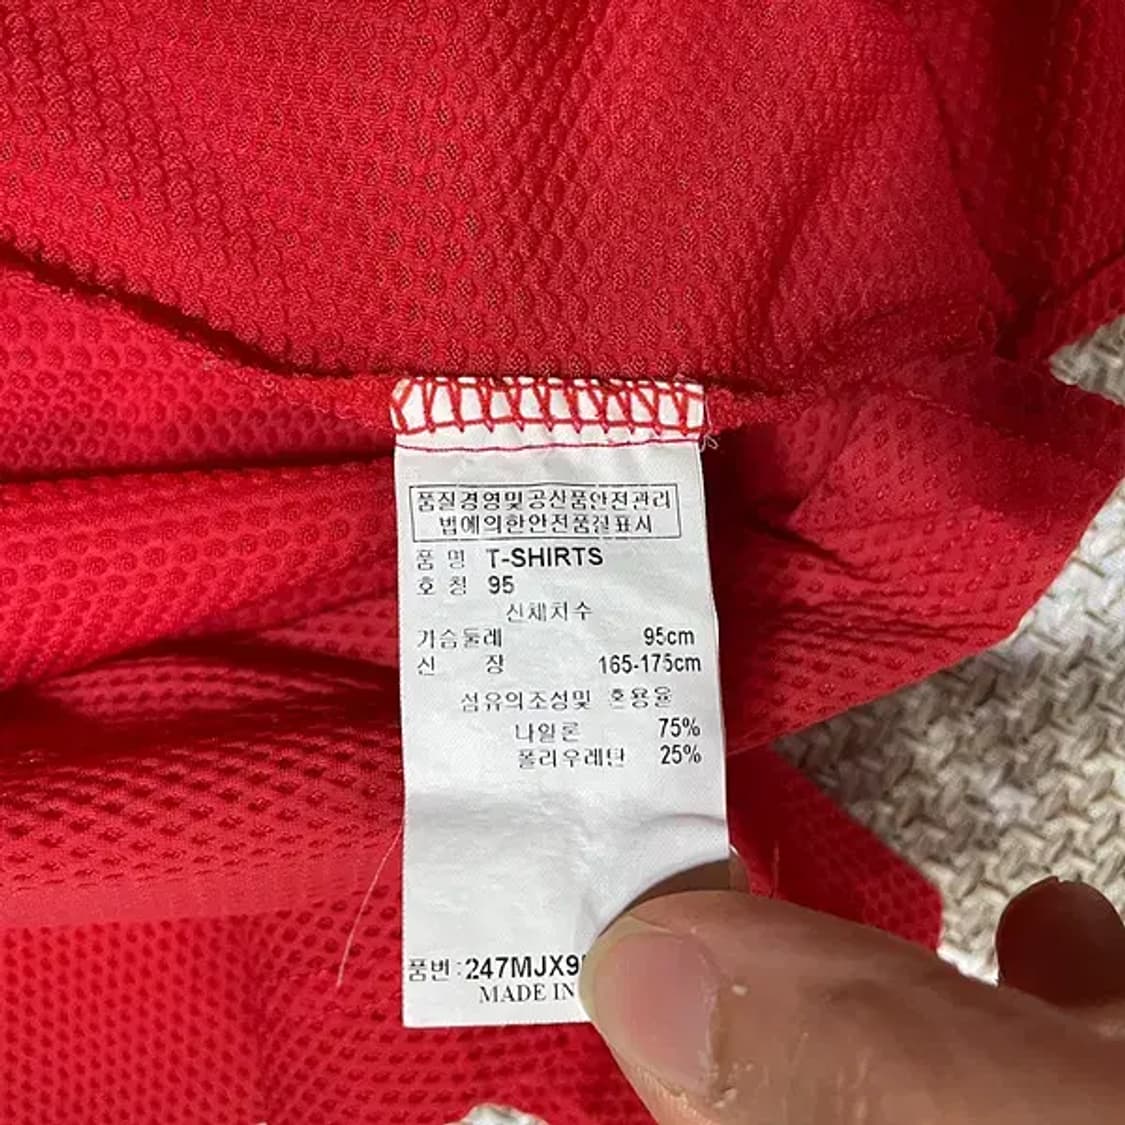 품질경영및공산품안전관리
법에의한안전품질표시
품 명 T-SHIRTS
호 칭 95
신체치수
가슴둘레 95cm
신 장 165-175cm
섬유의조성및 혼용율
나일론 75%
폴리우레탄 25%
품번:247MJX9
MADE IN